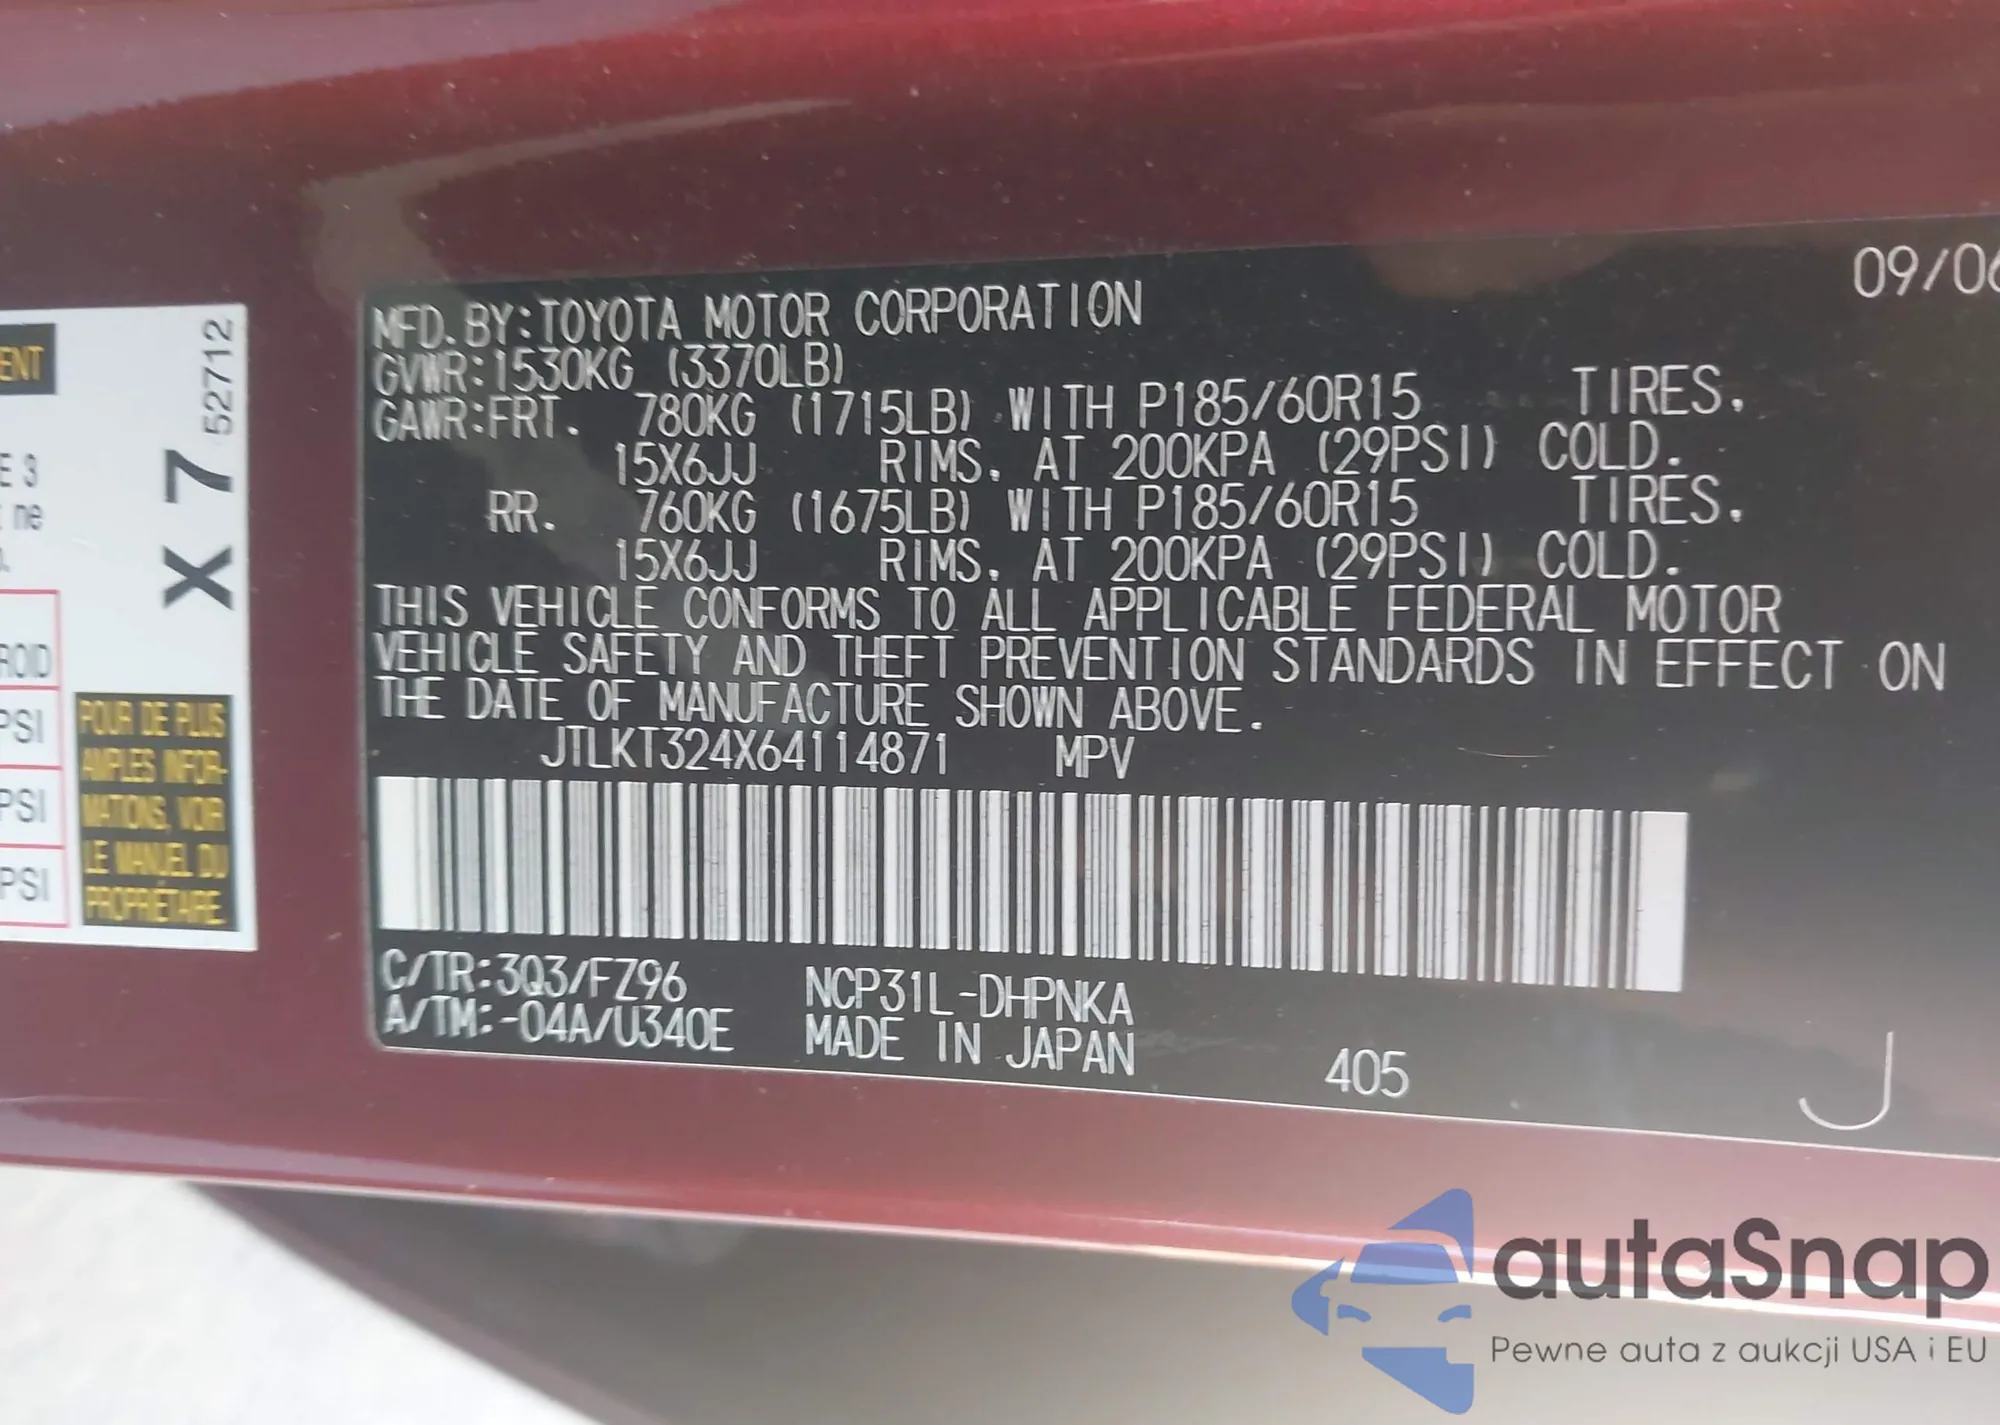 09/06
MFD. BY: TOYOTA MOTOR CORPORATION
GVWR: 1530KG (3370LB)
GAWR: FRT. 780KG (1715LB) WITH P185/60R15 TIRES.
15X6JJ RIMS. AT 200KPA (29PSI) COLD.
RR. 760KG (1675LB) WITH P185/60R15 TIRES.
15X6JJ RIMS. AT 200KPA (29PSI) COLD.
THIS VEHICLE CONFORMS TO ALL APPLICABLE FEDERAL MOTOR
VEHICLE SAFETY AND THEFT PREVENTION STANDARDS IN EFFECT ON
THE DATE OF MANUFACTURE SHOWN ABOVE.
JTLKT324X64114871 MPV
C/TR: 3Q3/FZ96 NCP31L-DHPNKA
A/TM: -04A/U340E MADE IN JAPAN
405
J
X 7 52712
ENT
E 3
ne
ROID
PSI
PSI
PSI
POUR DE PLUS
AMPLES INFOR-
MATIONS, VOIR
LE MANUEL DU
PROPRIÉTAIRE.
autaSnap
Pewne auta z aukcji USA i EU